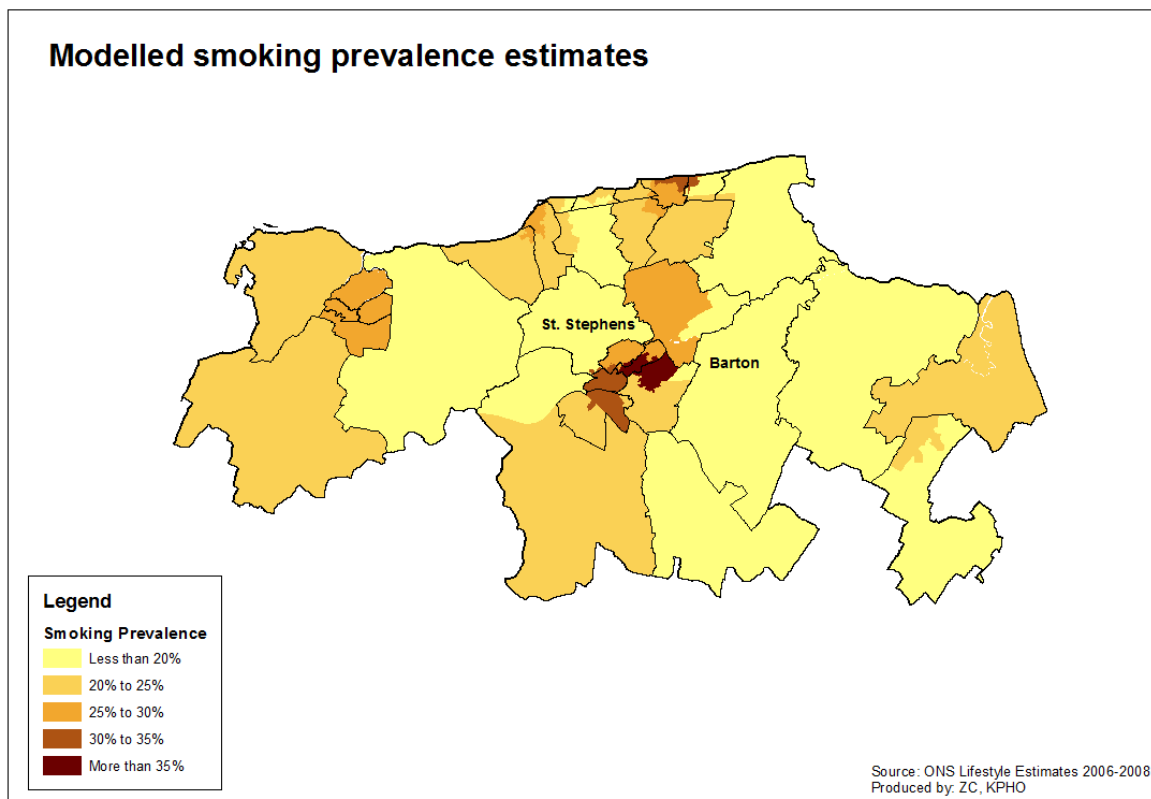 Modelled smoking prevalence estimates
St. Stephens
Barton
Legend
Smoking Prevalence
Less than 20%
20% to 25%
25% to 30%
30% to 35%
More than 35%
Source: ONS Lifestyle Estimates 2006-2008
Produced by: ZC, KPHO